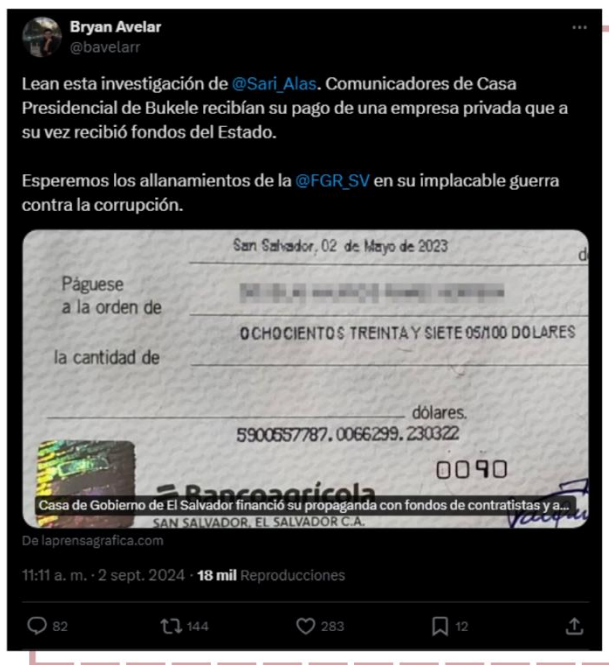 Bryan Avelar
@bavelarr
Lean esta investigación de @Sari_Alas. Comunicadores de Casa
Presidencial de Bukele recibían su pago de una empresa privada que a
su vez recibió fondos del Estado.
Esperemos los allanamientos de la @FGR_SV en su implacable guerra
contra la corrupción.
San Salvador, 02 de Mayo de 2023
Páguese
a la orden de
OCHOCIENTOS TREINTA Y SIETE 05/100 DOLARES
la cantidad de
dólares.
5900557787.0066299.230322
0090
Bancoagrícola
Casa de Gobierno de El Salvador financió su propaganda con fondos de contratistas y a...
SAN SALVADOR, EL SALVADOR C.A.
De laprensagrafica.com
11:11 a. m. · 2 sept. 2024 · 18 mil Reproducciones
82 144 283 12